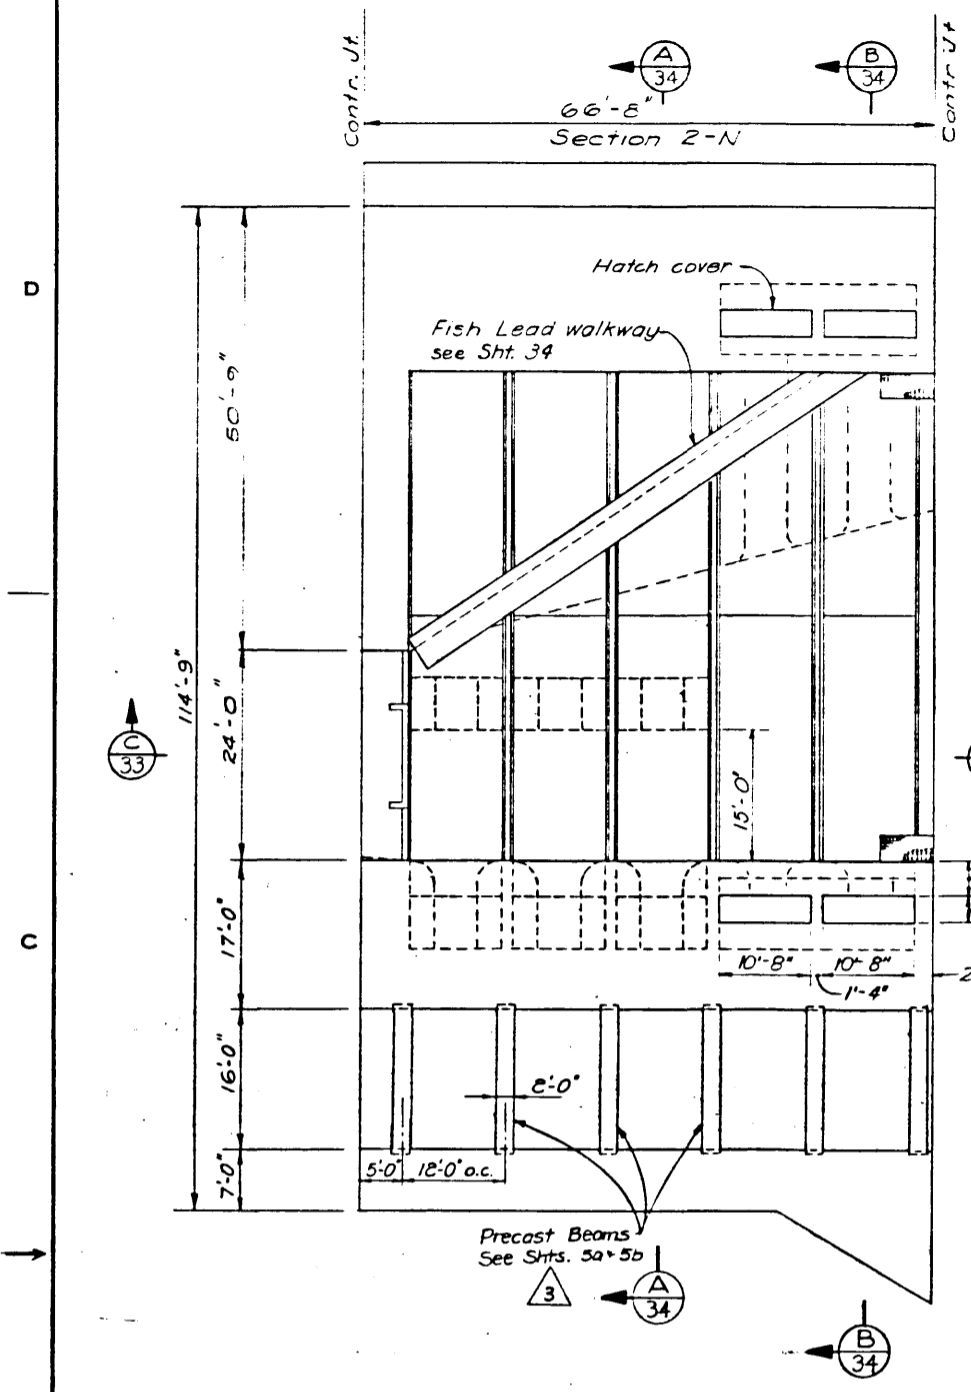 Contr. Jt.
Contr Jt
A
34
B
34
66'-8"
Section 2-N
D
Hatch cover
Fish Lead walkway
see Sht. 34
50'-9"
114'-9"
24'-0"
C
33
15'-0"
C
17'-0"
10'-8"
10'-8"
1'-4"
2
16'-0"
2'-0"
7'-0"
5'-0"
12'-0" o.c.
Precast Beams
See Shts. 5a & 5b
3
A
34
B
34